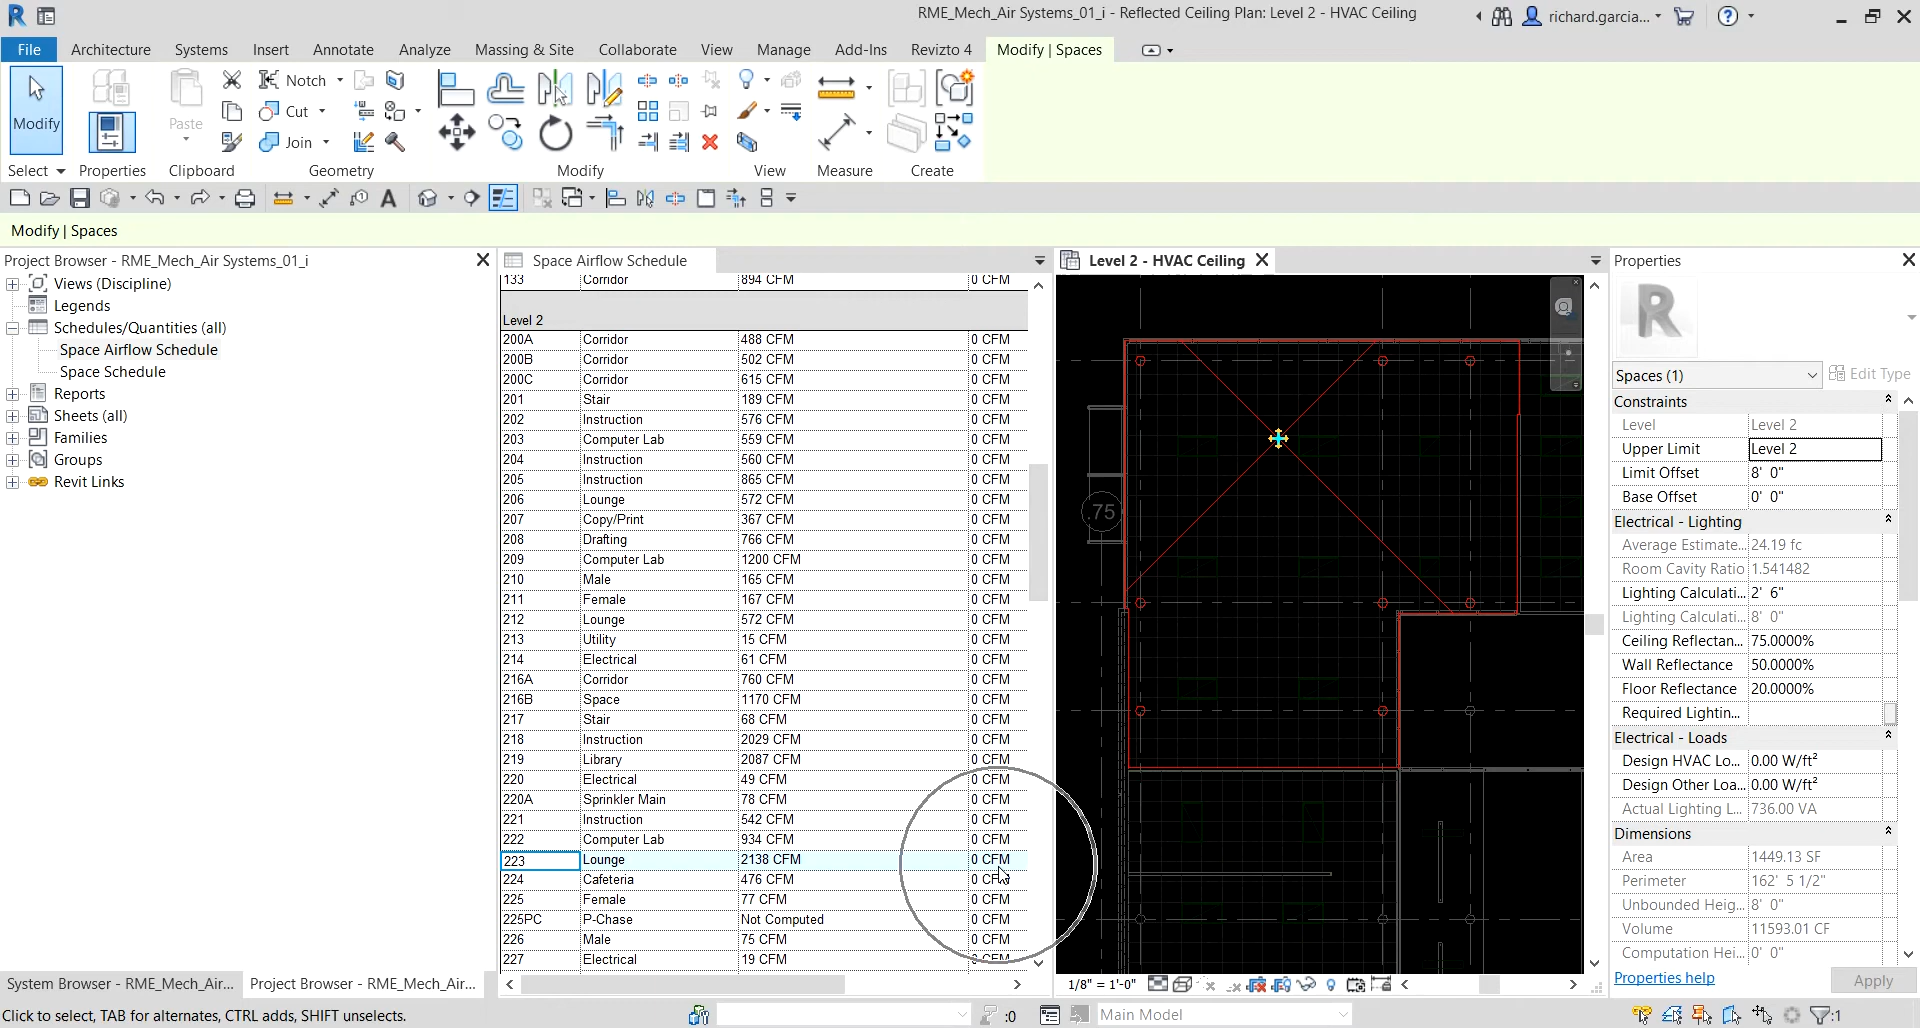 RME_Mech_Air Systems_01_i - Reflected Ceiling Plan: Level 2 - HVAC Ceiling
richard.garcia...
File Architecture Systems Insert Annotate Analyze Massing & Site Collaborate View Manage Add-Ins Revizto 4 Modify | Spaces
Notch
Cut
Join
Modify
Paste
Select Properties Clipboard Geometry Modify View Measure Create
Modify | Spaces
Project Browser - RME_Mech_Air Systems_01_i
Views (Discipline)
Legends
Schedules/Quantities (all)
Space Airflow Schedule
Space Schedule
Reports
Sheets (all)
Families
Groups
Revit Links
System Browser - RME_Mech_Air... Project Browser - RME_Mech_Air...
Space Airflow Schedule
133 Corridor 894 CFM 0 CFM
Level 2
200A Corridor 488 CFM 0 CFM
200B Corridor 502 CFM 0 CFM
200C Corridor 615 CFM 0 CFM
201 Stair 189 CFM 0 CFM
202 Instruction 576 CFM 0 CFM
203 Computer Lab 559 CFM 0 CFM
204 Instruction 560 CFM 0 CFM
205 Instruction 865 CFM 0 CFM
206 Lounge 572 CFM 0 CFM
207 Copy/Print 367 CFM 0 CFM
208 Drafting 766 CFM 0 CFM
209 Computer Lab 1200 CFM 0 CFM
210 Male 165 CFM 0 CFM
211 Female 167 CFM 0 CFM
212 Lounge 572 CFM 0 CFM
213 Utility 15 CFM 0 CFM
214 Electrical 61 CFM 0 CFM
216A Corridor 760 CFM 0 CFM
216B Space 1170 CFM 0 CFM
217 Stair 68 CFM 0 CFM
218 Instruction 2029 CFM 0 CFM
219 Library 2087 CFM 0 CFM
220 Electrical 49 CFM 0 CFM
220A Sprinkler Main 78 CFM 0 CFM
221 Instruction 542 CFM 0 CFM
222 Computer Lab 934 CFM 0 CFM
223 Lounge 2138 CFM 0 CFM
224 Cafeteria 476 CFM 0 CFM
225 Female 77 CFM 0 CFM
225PC P-Chase Not Computed 0 CFM
226 Male 75 CFM 0 CFM
227 Electrical 19 CFM 0 CFM
Level 2 - HVAC Ceiling
.75
1/8" = 1'-0"
Properties
R
Spaces (1) Edit Type
Constraints
Level Level 2
Upper Limit Level 2
Limit Offset 8' 0"
Base Offset 0' 0"
Electrical - Lighting
Average Estimate... 24.19 fc
Room Cavity Ratio 1.541482
Lighting Calculati... 2' 6"
Lighting Calculati... 8' 0"
Ceiling Reflectan... 75.0000%
Wall Reflectance 50.0000%
Floor Reflectance 20.0000%
Required Lightin...
Electrical - Loads
Design HVAC Lo... 0.00 W/ft²
Design Other Loa... 0.00 W/ft²
Actual Lighting L... 736.00 VA
Dimensions
Area 1449.13 SF
Perimeter 162' 5 1/2"
Unbounded Heig... 8' 0"
Volume 11593.01 CF
Computation Hei... 0' 0"
Properties help Apply
Click to select, TAB for alternates, CTRL adds, SHIFT unselects.
:0 Main Model :1